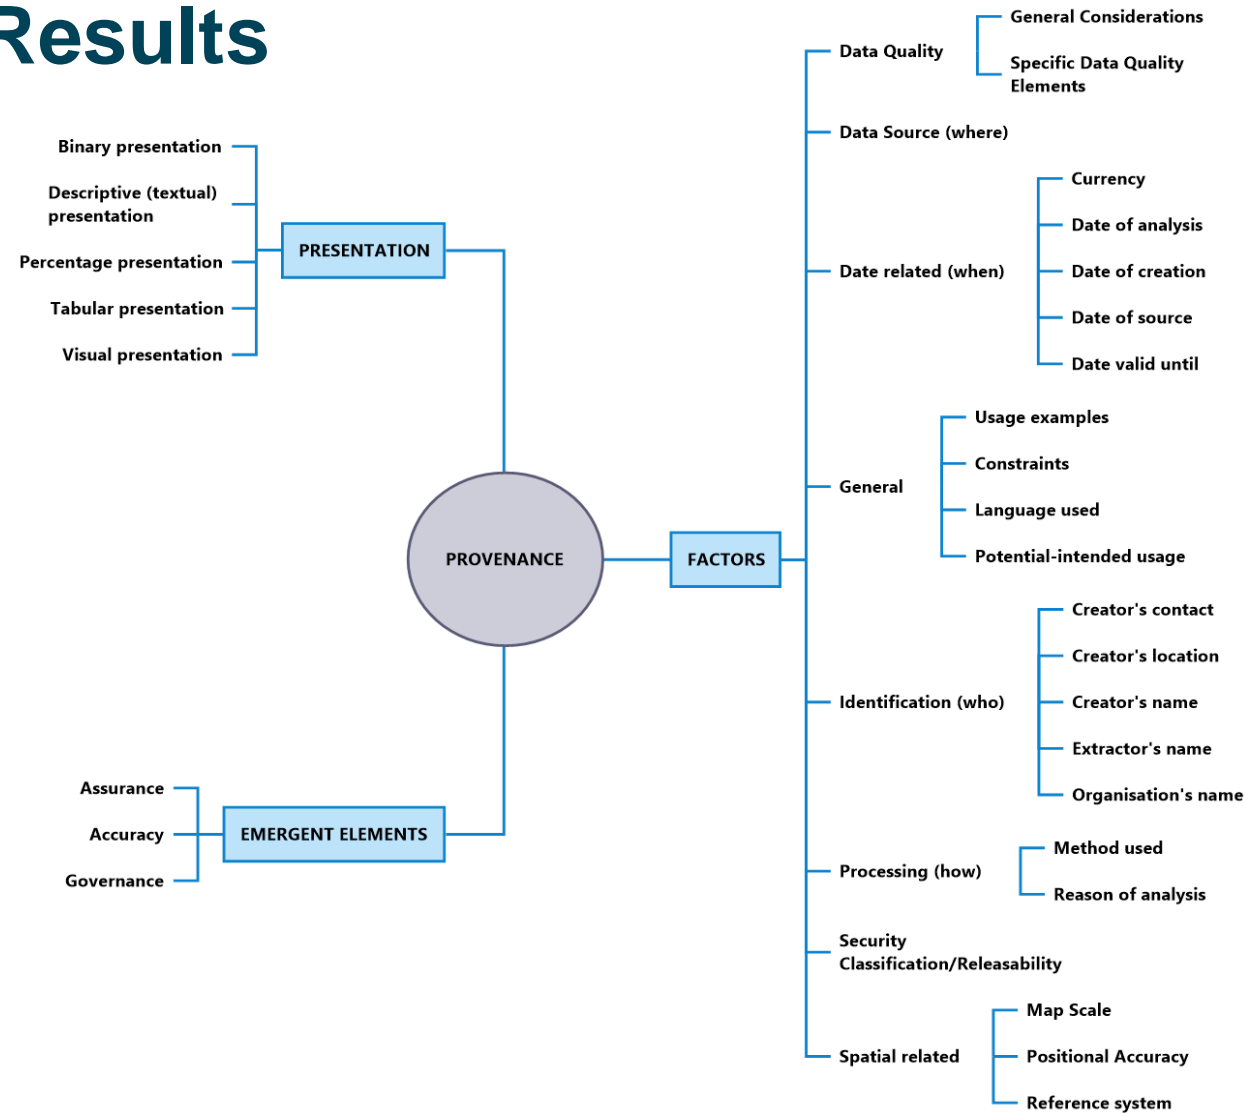 Results
Binary presentation
Descriptive (textual)
presentation
Percentage presentation
Tabular presentation
Visual presentation
PRESENTATION
PROVENANCE
Assurance
Accuracy
Governance
EMERGENT ELEMENTS
FACTORS
Data Quality
General Considerations
Specific Data Quality
Elements
Data Source (where)
Date related (when)
Currency
Date of analysis
Date of creation
Date of source
Date valid until
General
Usage examples
Constraints
Language used
Potential-intended usage
Identification (who)
Creator's contact
Creator's location
Creator's name
Extractor's name
Organisation's name
Processing (how)
Method used
Reason of analysis
Security
Classification/Releasability
Spatial related
Map Scale
Positional Accuracy
Reference system